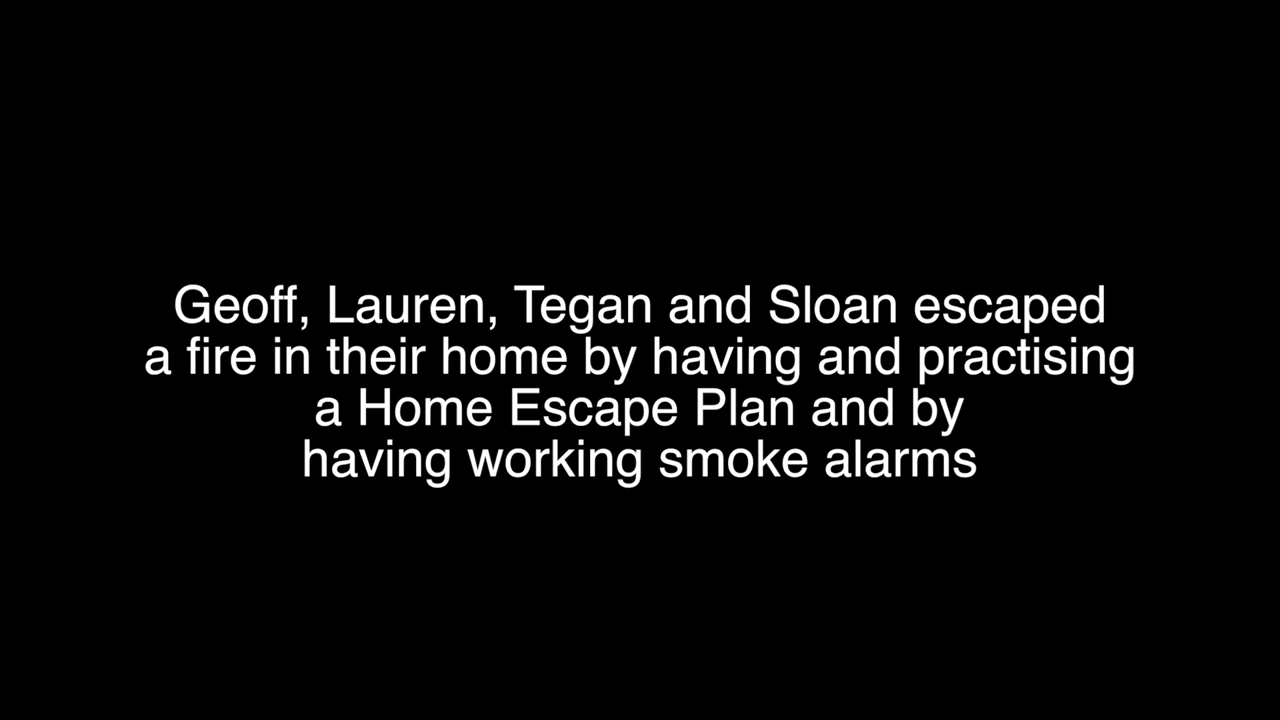 Geoff, Lauren, Tegan and Sloan escaped
a fire in their home by having and practising
a Home Escape Plan and by
having working smoke alarms